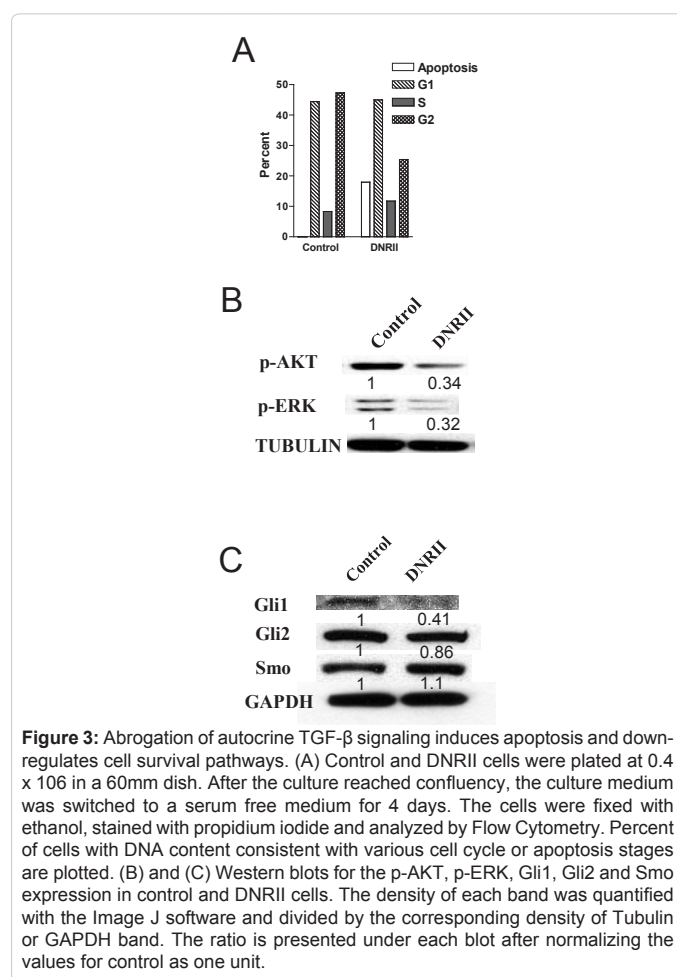 A
Apoptosis
G1
S
G2
50
40
30
20
10
0
Percent
Control DNRII
B
Control DNRII
p-AKT
1 0.34
p-ERK
1 0.32
TUBULIN
C
Control DNRII
Gli1
1 0.41
Gli2
1 0.86
Smo
1 1.1
GAPDH
Figure 3: Abrogation of autocrine TGF-β signaling induces apoptosis and down-
regulates cell survival pathways. (A) Control and DNRII cells were plated at 0.4
x 106 in a 60mm dish. After the culture reached confluency, the culture medium
was switched to a serum free medium for 4 days. The cells were fixed with
ethanol, stained with propidium iodide and analyzed by Flow Cytometry. Percent
of cells with DNA content consistent with various cell cycle or apoptosis stages
are plotted. (B) and (C) Western blots for the p-AKT, p-ERK, Gli1, Gli2 and Smo
expression in control and DNRII cells. The density of each band was quantified
with the Image J software and divided by the corresponding density of Tubulin
or GAPDH band. The ratio is presented under each blot after normalizing the
values for control as one unit.